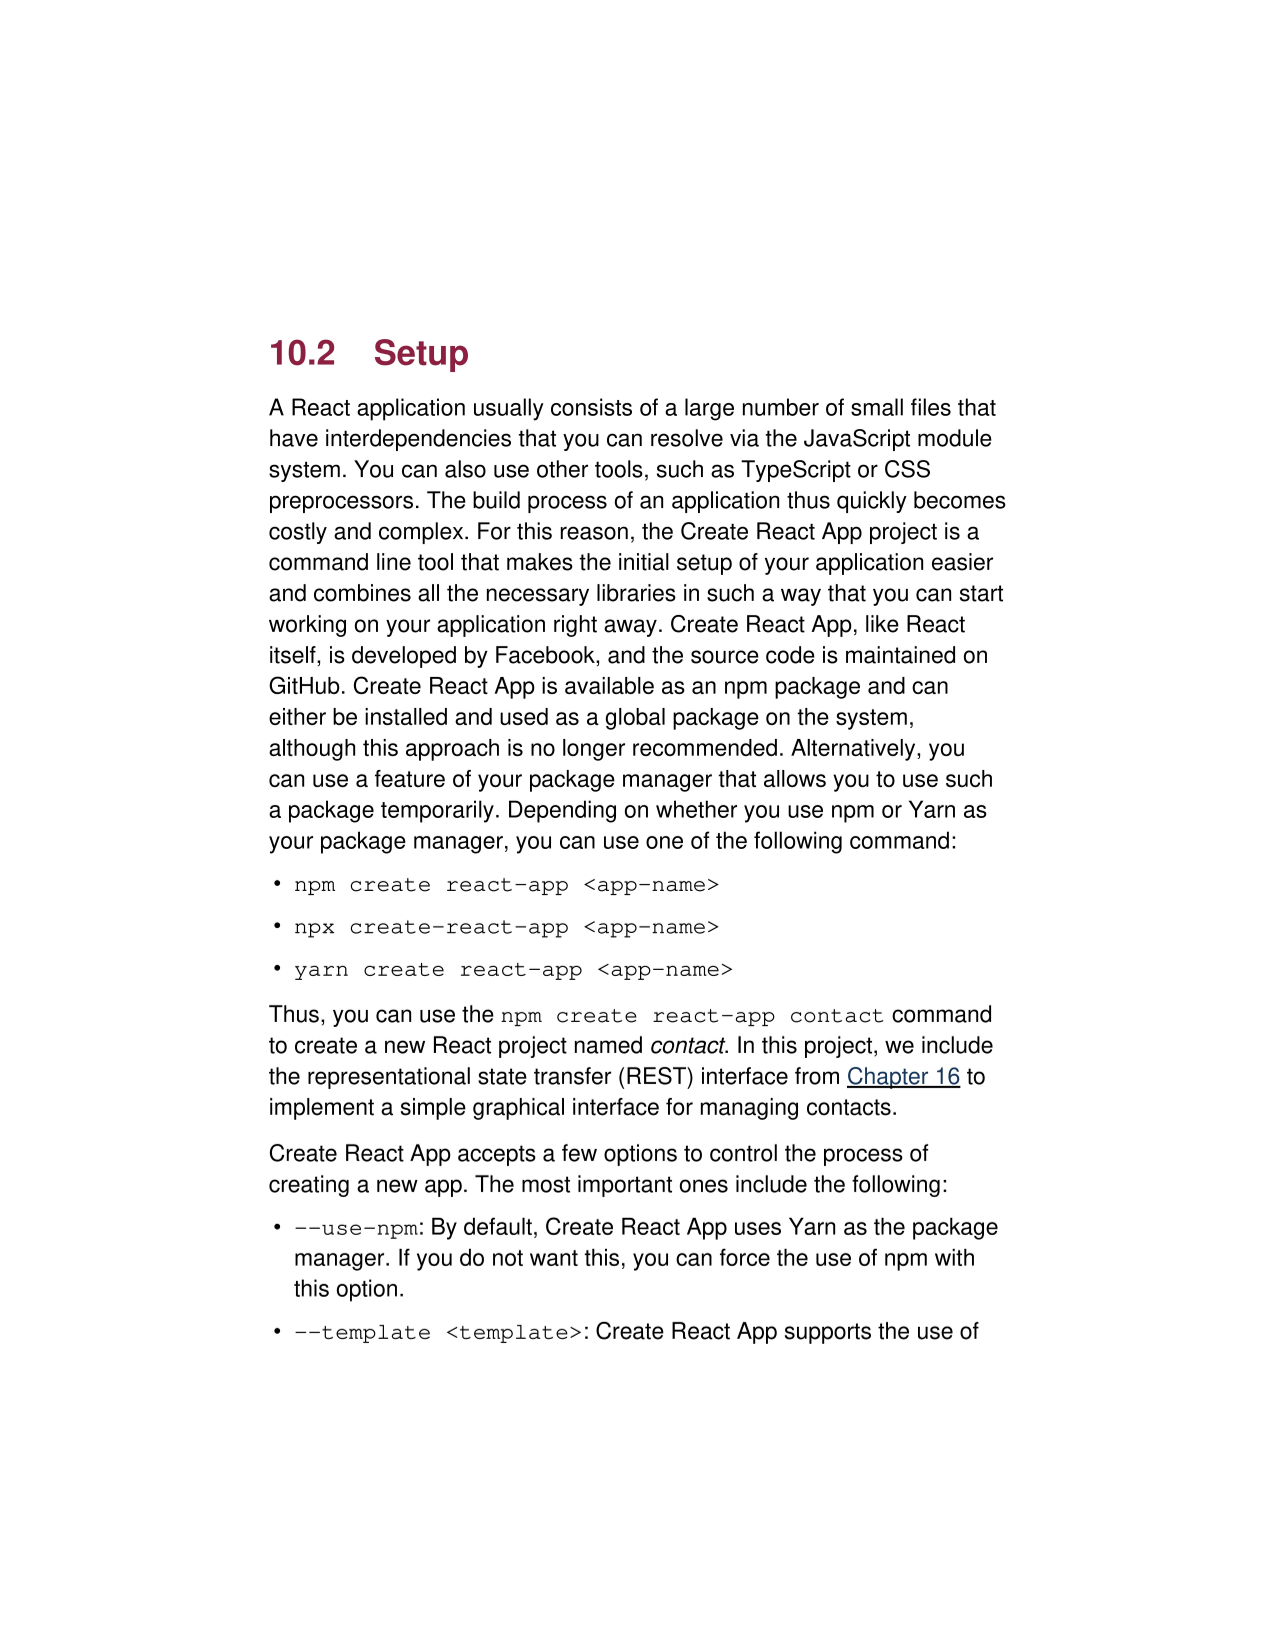 10.2 Setup
A React application usually consists of a large number of small files that
have interdependencies that you can resolve via the JavaScript module
system. You can also use other tools, such as TypeScript or CSS
preprocessors. The build process of an application thus quickly becomes
costly and complex. For this reason, the Create React App project is a
command line tool that makes the initial setup of your application easier
and combines all the necessary libraries in such a way that you can start
working on your application right away. Create React App, like React
itself, is developed by Facebook, and the source code is maintained on
GitHub. Create React App is available as an npm package and can
either be installed and used as a global package on the system,
although this approach is no longer recommended. Alternatively, you
can use a feature of your package manager that allows you to use such
a package temporarily. Depending on whether you use npm or Yarn as
your package manager, you can use one of the following command:
• npm create react-app <app-name>
• npx create-react-app <app-name>
• yarn create react-app <app-name>
Thus, you can use the npm create react-app contact command
to create a new React project named contact. In this project, we include
the representational state transfer (REST) interface from Chapter 16 to
implement a simple graphical interface for managing contacts.
Create React App accepts a few options to control the process of
creating a new app. The most important ones include the following:
• --use-npm: By default, Create React App uses Yarn as the package
manager. If you do not want this, you can force the use of npm with
this option.
• --template <template>: Create React App supports the use of